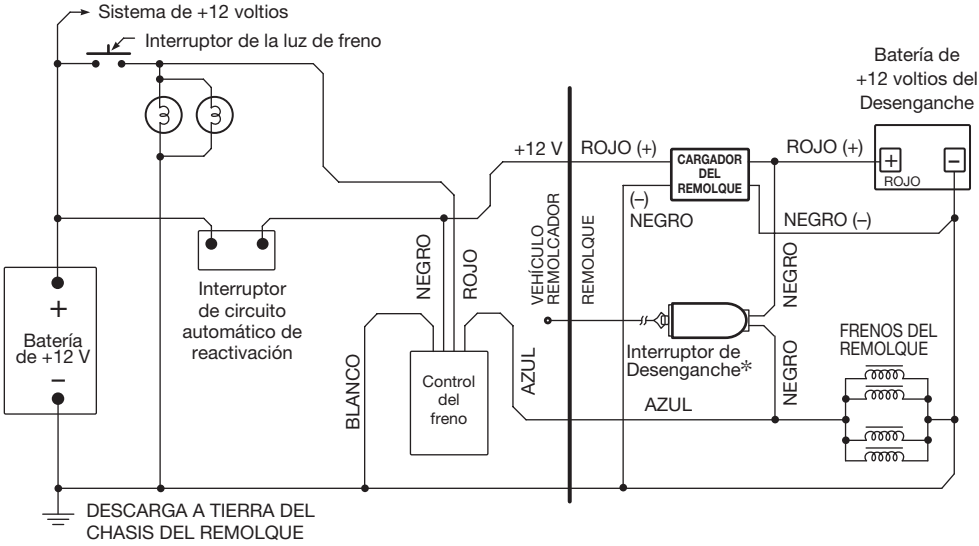 Sistema de +12 voltios
Interruptor de la luz de freno
Batería de
+12 voltios del
Desenganche
+12 V
ROJO (+)
CARGADOR
DEL
REMOLQUE
ROJO (+)
+
−
ROJO
(–)
NEGRO
NEGRO (–)
NEGRO
ROJO
VEHÍCULO
REMOLCADOR
REMOLQUE
NEGRO
Interruptor
de circuito
automático de
reactivación
+
Batería
de +12 V
−
Interruptor de
Desenganche*
FRENOS DEL
REMOLQUE
BLANCO
Control
del
freno
AZUL
AZUL
NEGRO
DESCARGA A TIERRA DEL
CHASIS DEL REMOLQUE